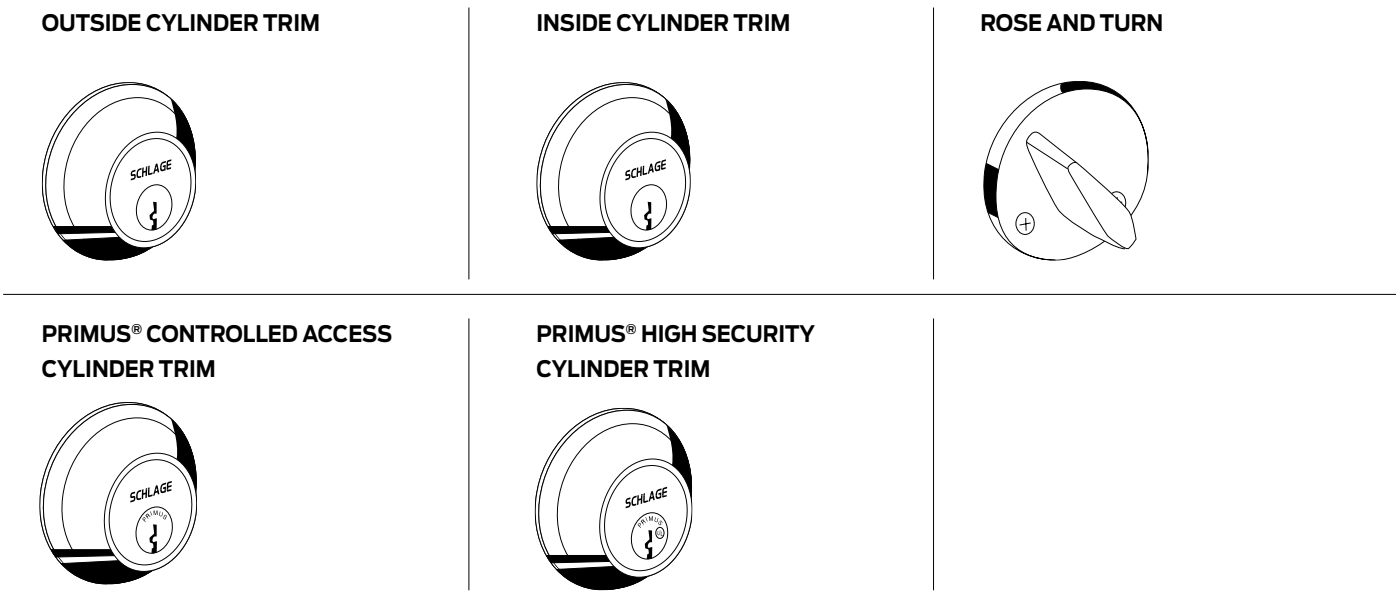 OUTSIDE CYLINDER TRIM
SCHLAGE
INSIDE CYLINDER TRIM
SCHLAGE
ROSE AND TURN
PRIMUS® CONTROLLED ACCESS
CYLINDER TRIM
SCHLAGE
PRIMUS
PRIMUS® HIGH SECURITY
CYLINDER TRIM
SCHLAGE
PRIMUS